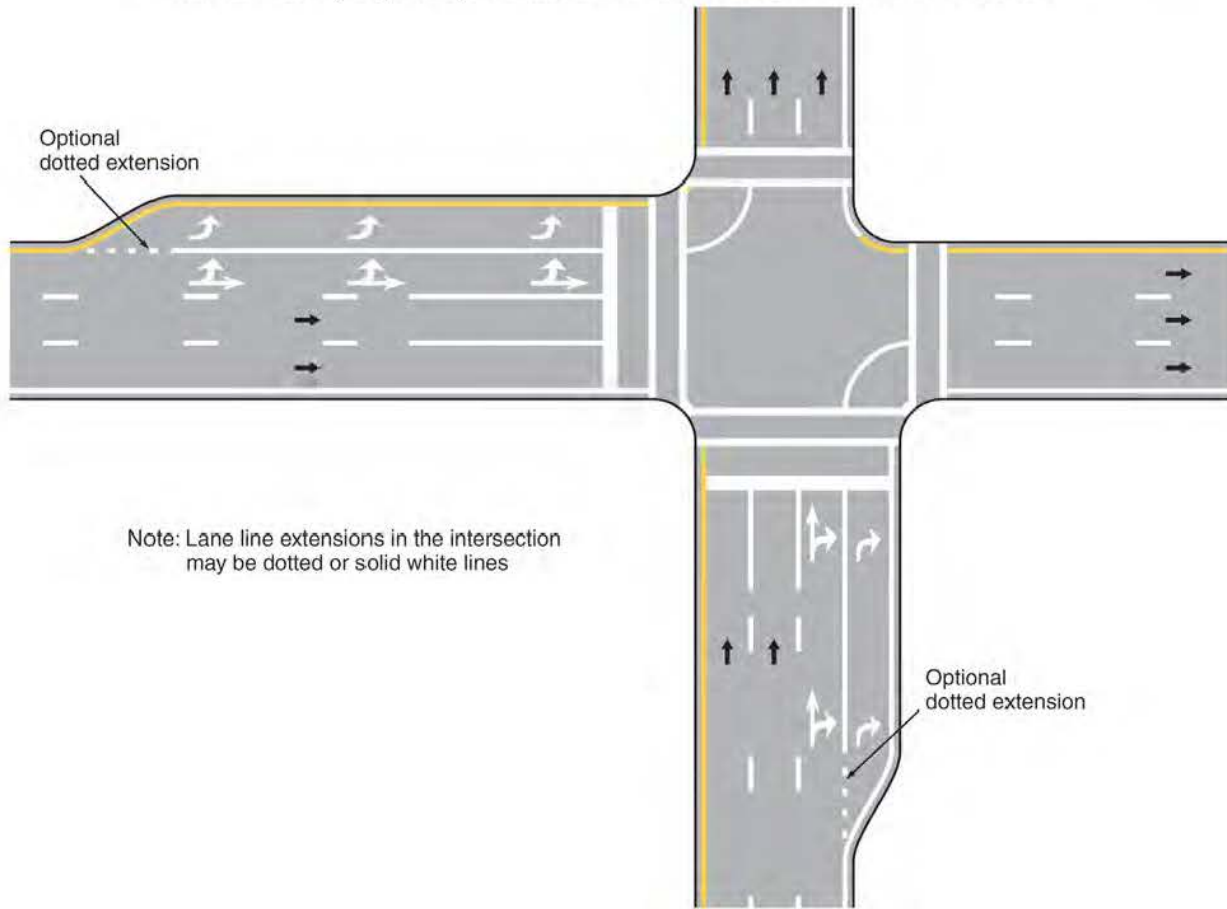 Optional
dotted extension
Note: Lane line extensions in the intersection
may be dotted or solid white lines
Optional
dotted extension